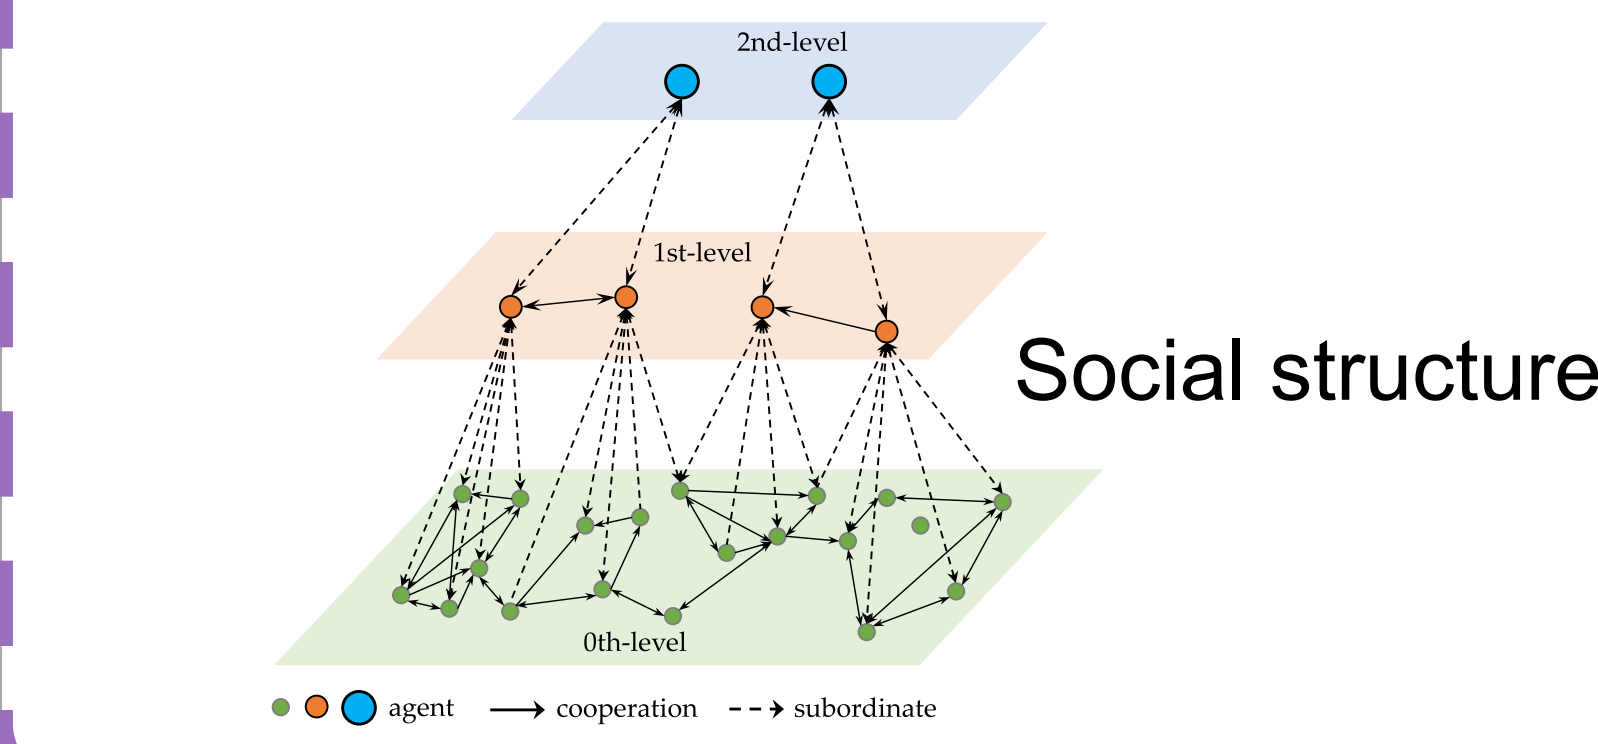 2nd-level
1st-level
Social structure
0th-level
agent
cooperation
subordinate